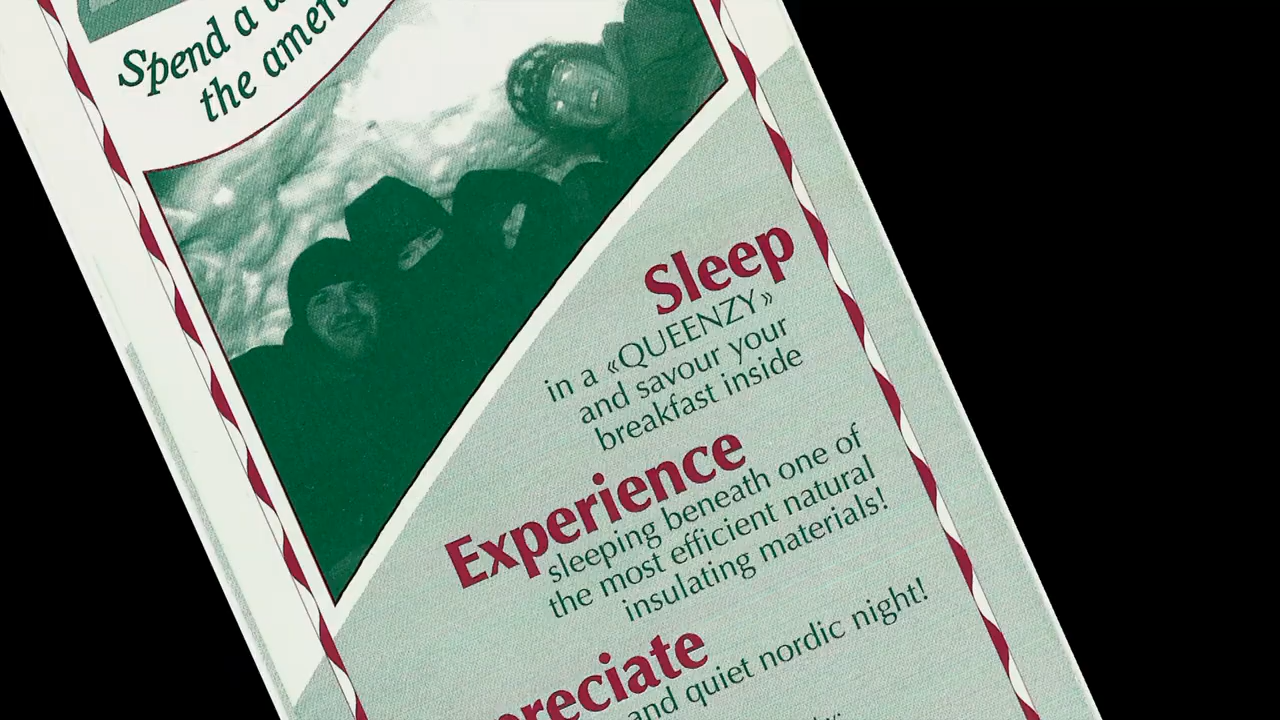 Spend a
the
Sleep
in a «QUEENZY»
and savour your
breakfast inside
Experience
sleeping beneath one of
the most efficient natural
insulating materials!
and quiet nordic night!